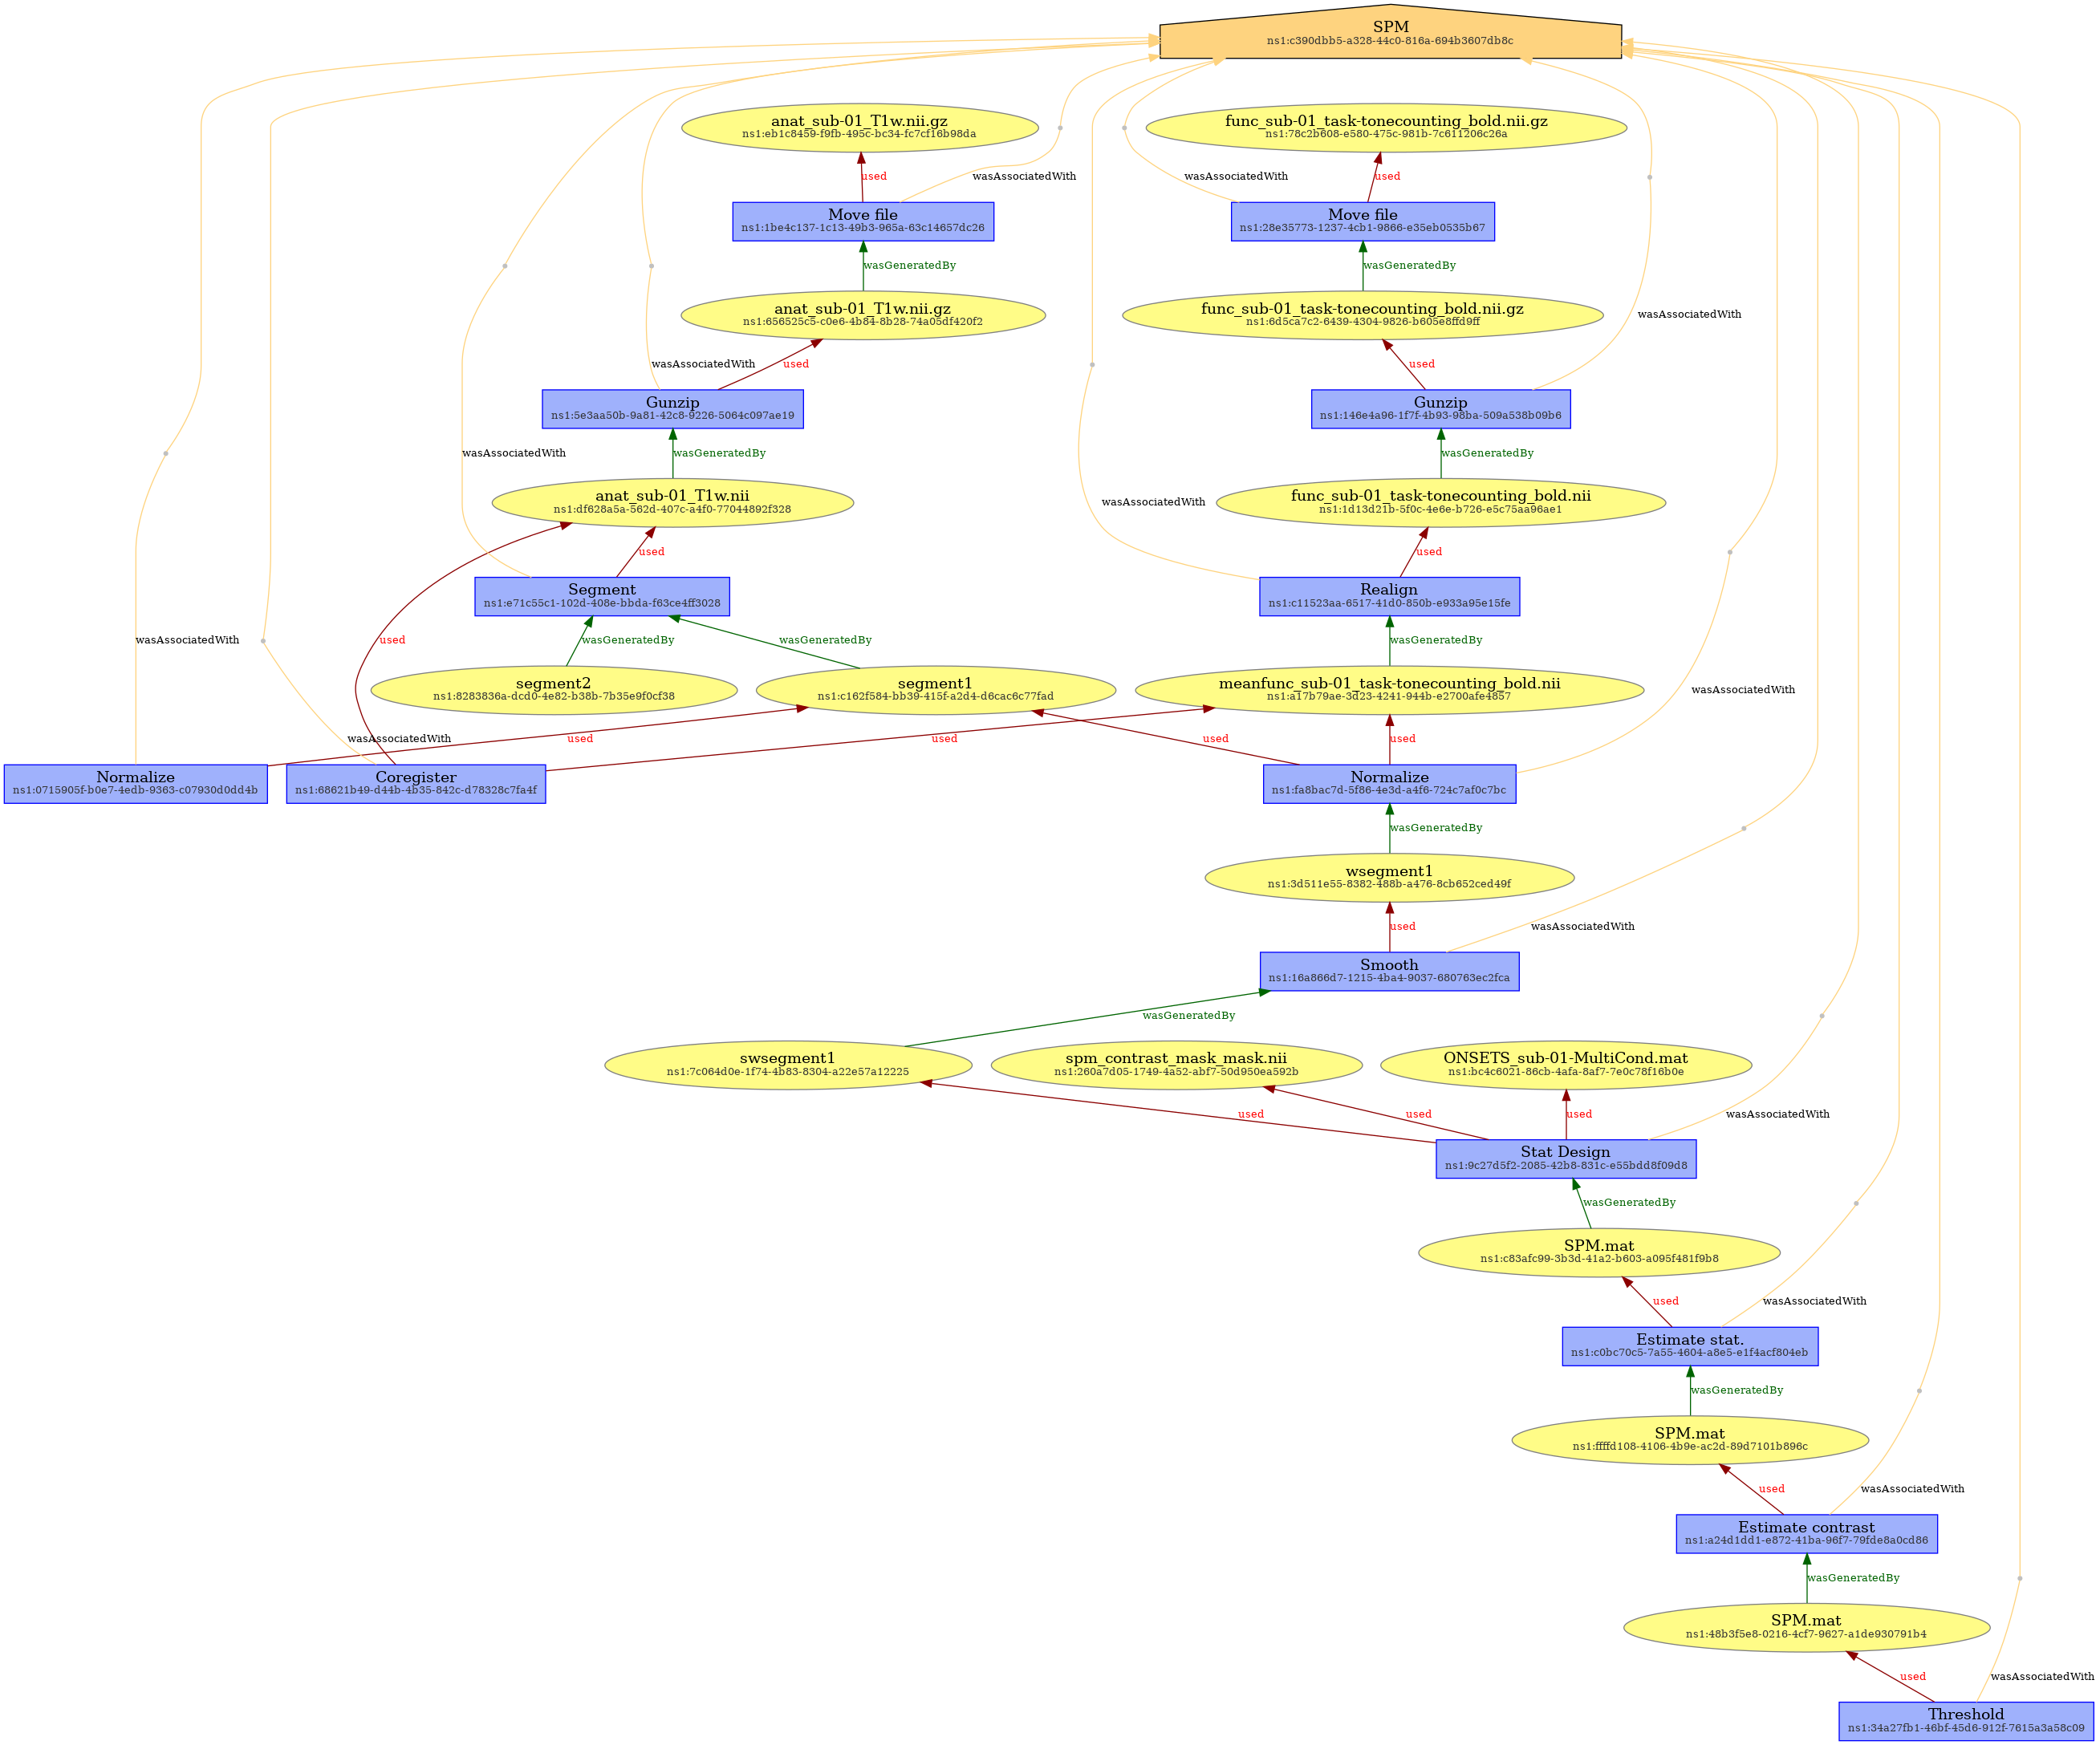 SPM
ns1:c390dbb5-a328-44c0-816a-694b3607db8c
anat_sub-01_T1w.nii.gz
ns1:eb1c8459-f9fb-495c-bc34-fc7cf16b98da
func_sub-01_task-tonecounting_bold.nii.gz
ns1:78c2b608-e580-475c-981b-7c611206c26a
used
wasAssociatedWith
wasAssociatedWith
used
Move file
ns1:1be4c137-1c13-49b3-965a-63c14657dc26
Move file
ns1:28e35773-1237-4cb1-9866-e35eb0535b67
wasGeneratedBy
wasGeneratedBy
anat_sub-01_T1w.nii.gz
ns1:656525c5-c0e6-4b84-8b28-74a05df420f2
func_sub-01_task-tonecounting_bold.nii.gz
ns1:6d5ca7c2-6439-4304-9826-b605e8ffd9ff
wasAssociatedWith
wasAssociatedWith
used
used
Gunzip
ns1:5e3aa50b-9a81-42c8-9226-5064c097ae19
Gunzip
ns1:146e4a96-1f7f-4b93-98ba-509a538b09b6
wasAssociatedWith
wasGeneratedBy
wasGeneratedBy
anat_sub-01_T1w.nii
ns1:df628a5a-562d-407c-a4f0-77044892f328
wasAssociatedWith
func_sub-01_task-tonecounting_bold.nii
ns1:1d13d21b-5f0c-4e6e-b726-e5c75aa96ae1
used
used
Segment
ns1:e71c55c1-102d-408e-bbda-f63ce4ff3028
Realign
ns1:c11523aa-6517-41d0-850b-e933a95e15fe
wasAssociatedWith
used
wasGeneratedBy
wasGeneratedBy
wasGeneratedBy
segment2
ns1:8283836a-dcd0-4e82-b38b-7b35e9f0cf38
segment1
ns1:c162f584-bb39-415f-a2d4-d6cac6c77fad
meanfunc_sub-01_task-tonecounting_bold.nii
ns1:a17b79ae-3d23-4241-944b-e2700afe4857
wasAssociatedWith
wasAssociatedWith
used
used
used
used
Normalize
ns1:0715905f-b0e7-4edb-9363-c07930d0dd4b
Coregister
ns1:68621b49-d44b-4b35-842c-d78328c7fa4f
Normalize
ns1:fa8bac7d-5f86-4e3d-a4f6-724c7af0c7bc
wasGeneratedBy
wsegment1
ns1:3d511e55-8382-488b-a476-8cb652ced49f
used
wasAssociatedWith
Smooth
ns1:16a866d7-1215-4ba4-9037-680763ec2fca
wasGeneratedBy
swsegment1
ns1:7c064d0e-1f74-4b83-8304-a22e57a12225
spm_contrast_mask_mask.nii
ns1:260a7d05-1749-4a52-abf7-50d950ea592b
ONSETS_sub-01-MultiCond.mat
ns1:bc4c6021-86cb-4afa-8af7-7e0c78f16b0e
used
used
used
wasAssociatedWith
Stat Design
ns1:9c27d5f2-2085-42b8-831c-e55bdd8f09d8
wasGeneratedBy
SPM.mat
ns1:c83afc99-3b3d-41a2-b603-a095f481f9b8
used
wasAssociatedWith
Estimate stat.
ns1:c0bc70c5-7a55-4604-a8e5-e1f4acf804eb
wasGeneratedBy
SPM.mat
ns1:ffffd108-4106-4b9e-ac2d-89d7101b896c
used
wasAssociatedWith
Estimate contrast
ns1:a24d1dd1-e872-41ba-96f7-79fde8a0cd86
wasGeneratedBy
SPM.mat
ns1:48b3f5e8-0216-4cf7-9627-a1de930791b4
used
wasAssociatedWith
Threshold
ns1:34a27fb1-46bf-45d6-912f-7615a3a58c09